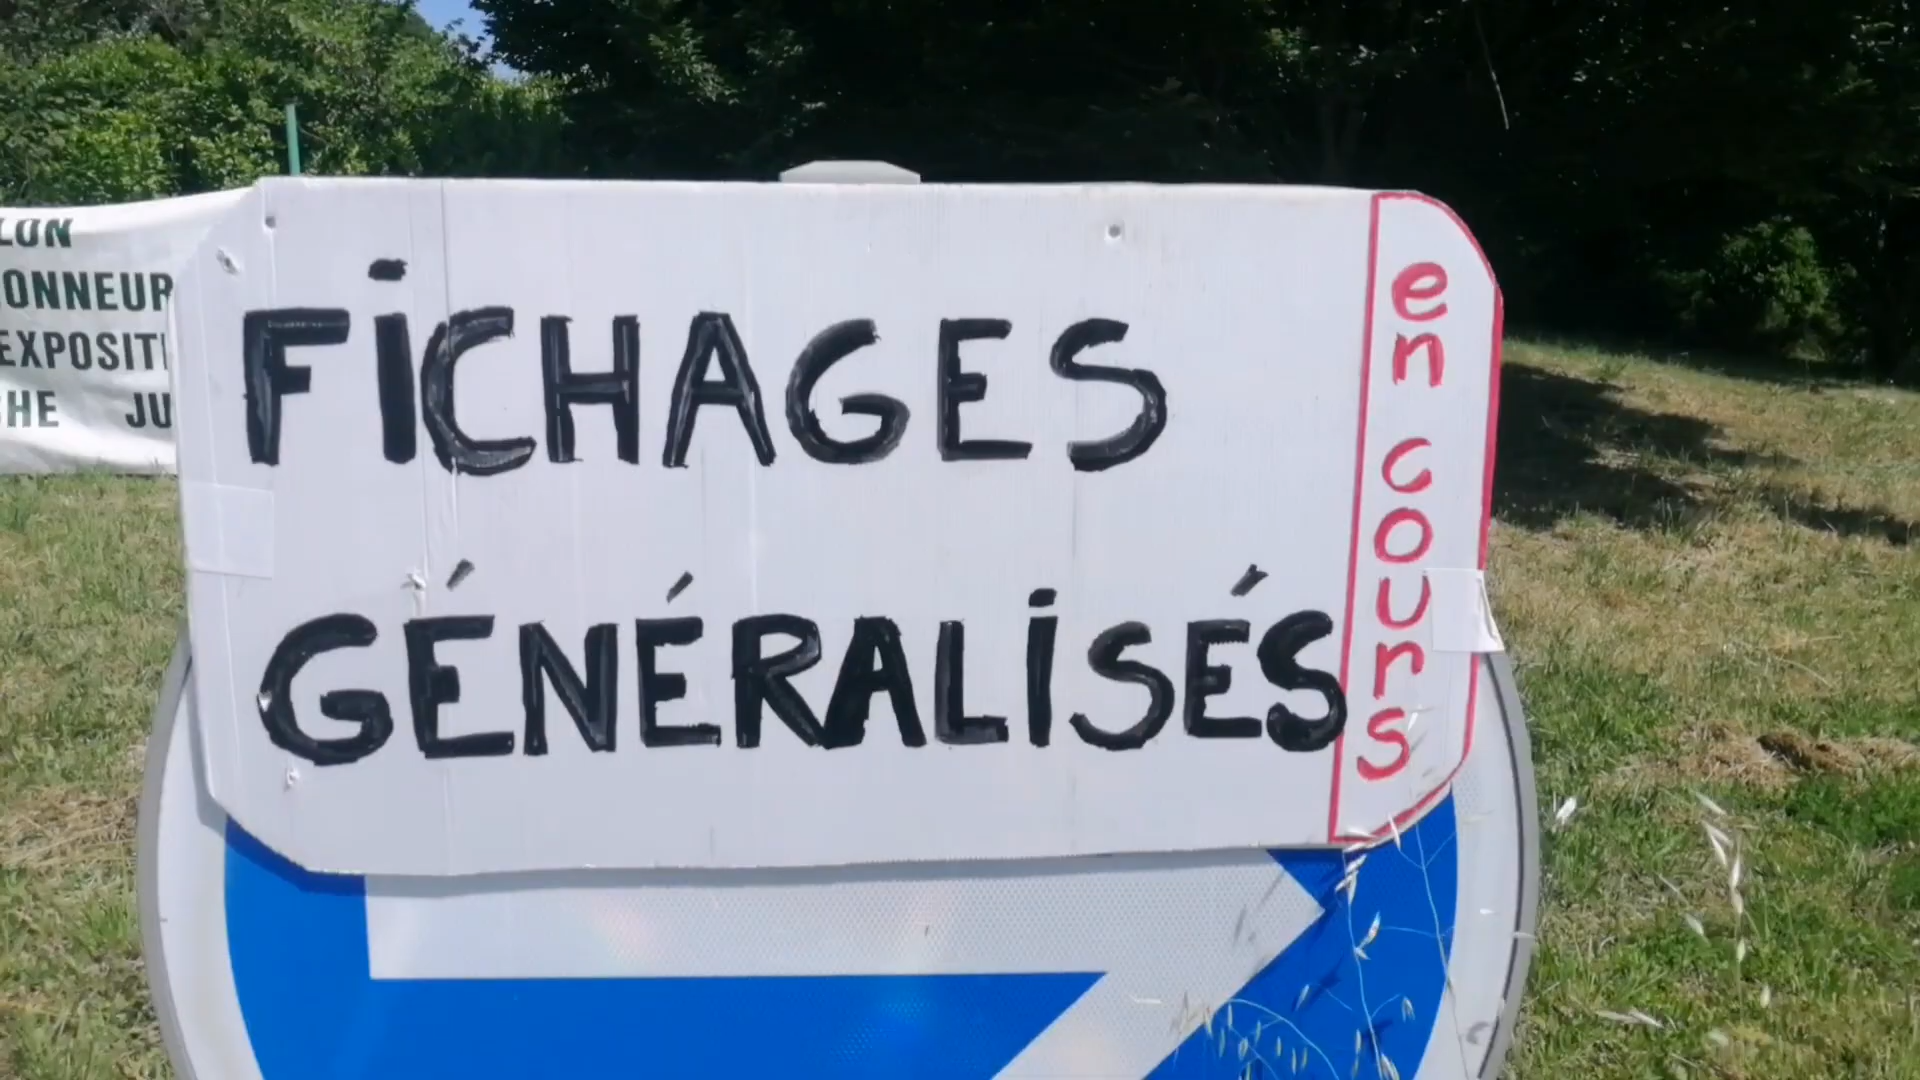 FiCHAGES
GÉNÉRALiSÉS
en cours
LON
ONNEUR
EXPOSITI
HE JU